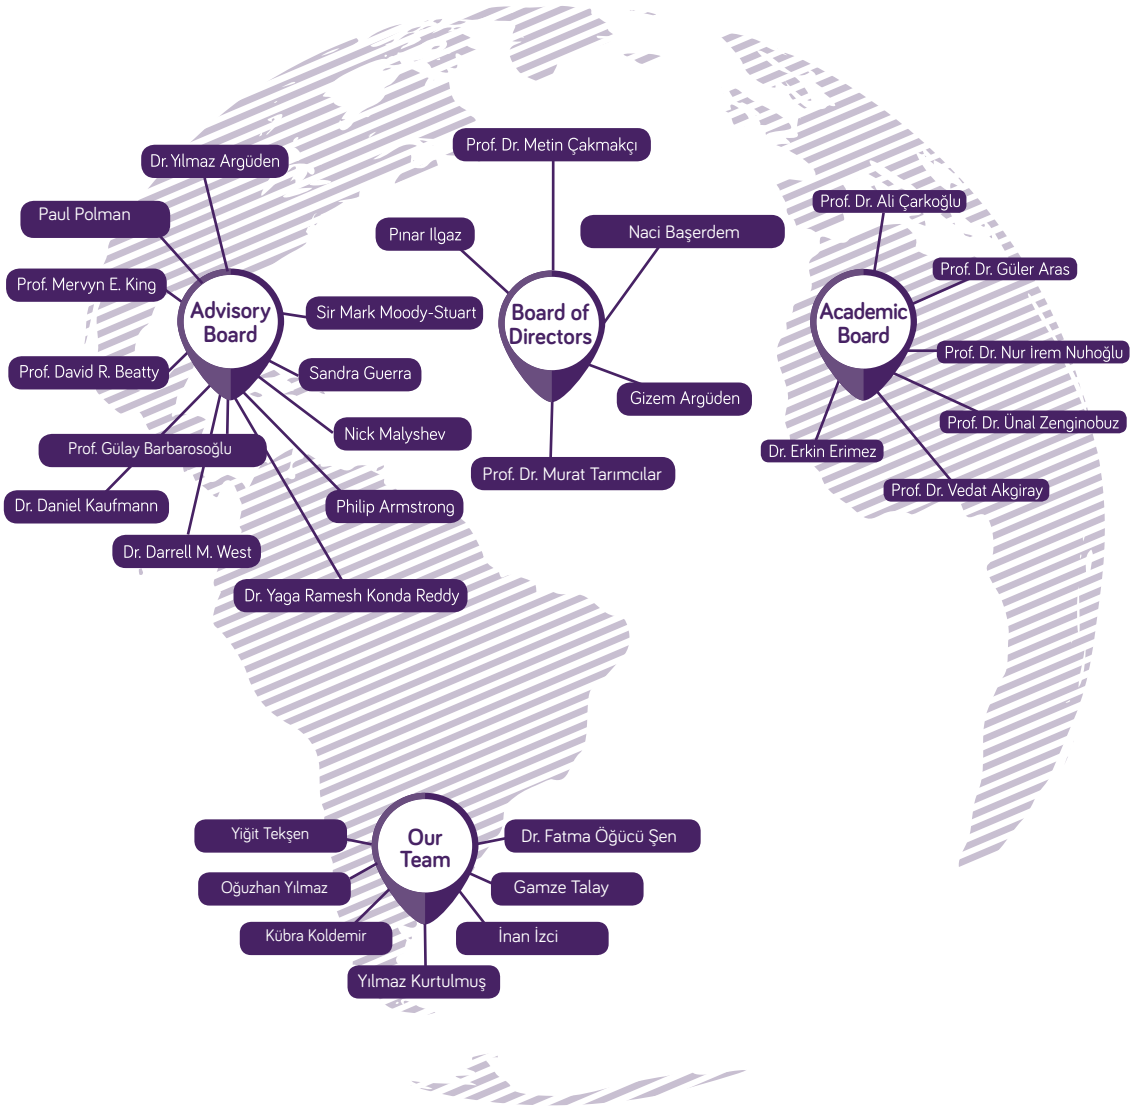 Dr. Yılmaz Argüden
Paul Polman
Prof. Mervyn E. King
Advisory
Board
Sir Mark Moody-Stuart
Prof. David R. Beatty
Sandra Guerra
Nick Malyshev
Prof. Gülay Barbarosoğlu
Dr. Daniel Kaufmann
Philip Armstrong
Dr. Darrell M. West
Dr. Yaga Ramesh Konda Reddy
Prof. Dr. Metin Çakmakçı
Pınar Ilgaz
Naci Başerdem
Board of
Directors
Gizem Argüden
Prof. Dr. Murat Tarımcılar
Prof. Dr. Ali Çarkoğlu
Prof. Dr. Güler Aras
Academic
Board
Prof. Dr. Nur İrem Nuhoğlu
Prof. Dr. Ünal Zenginobuz
Dr. Erkin Erimez
Prof. Dr. Vedat Akgiray
Yiğit Tekşen
Our
Team
Dr. Fatma Öğücü Şen
Oğuzhan Yılmaz
Gamze Talay
Kübra Koldemir
İnan İzci
Yılmaz Kurtulmuş